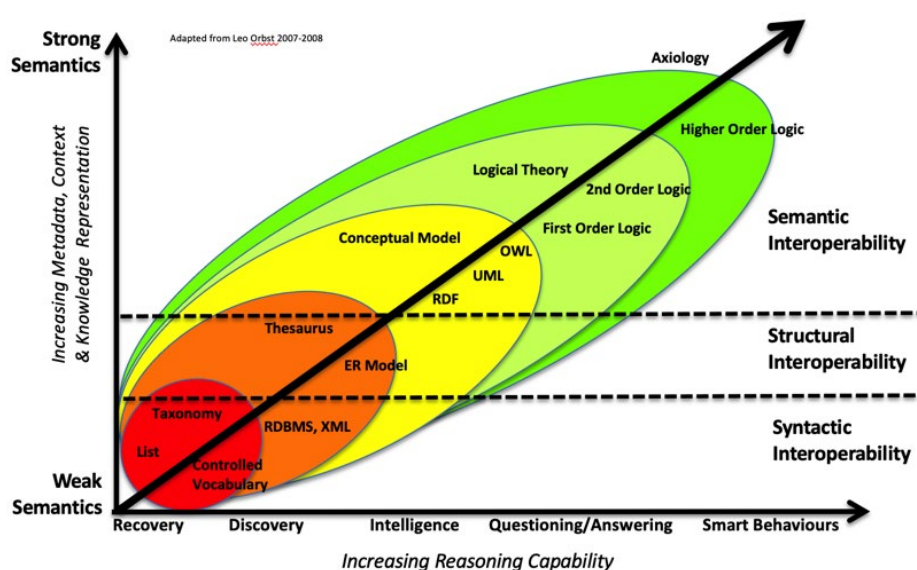 Adapted from Leo Orbst 2007-2008
Strong
Semantics
Axiology
Increasing Metadata, Context
& Knowledge Representation
Higher Order Logic
Logical Theory
2nd Order Logic
First Order Logic
Semantic
Interoperability
Conceptual Model
OWL
UML
RDF
Thesaurus
Structural
Interoperability
ER Model
Taxonomy
RDBMS, XML
Syntactic
Interoperability
List
Controlled
Vocabulary
Weak
Semantics
Recovery
Discovery
Intelligence
Questioning/Answering
Smart Behaviours
Increasing Reasoning Capability